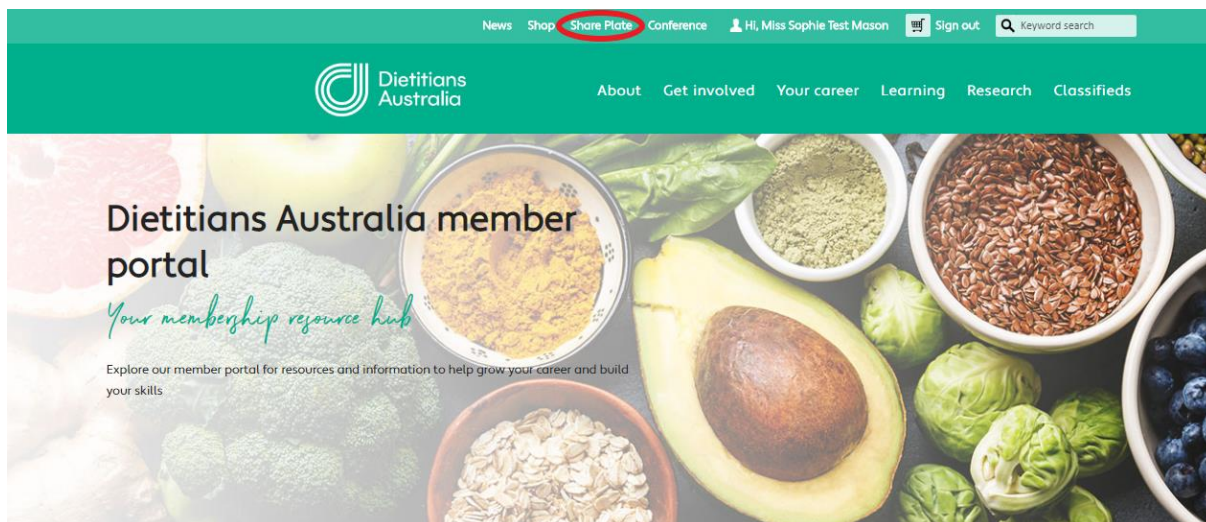 News Shop Share Plate Conference Hi, Miss Sophie Test Mason Sign out Keyword search
Dietitians
Australia
About Get involved Your career Learning Research Classifieds
Dietitians Australia member
portal
Your membership resource hub
Explore our member portal for resources and information to help grow your career and build
your skills